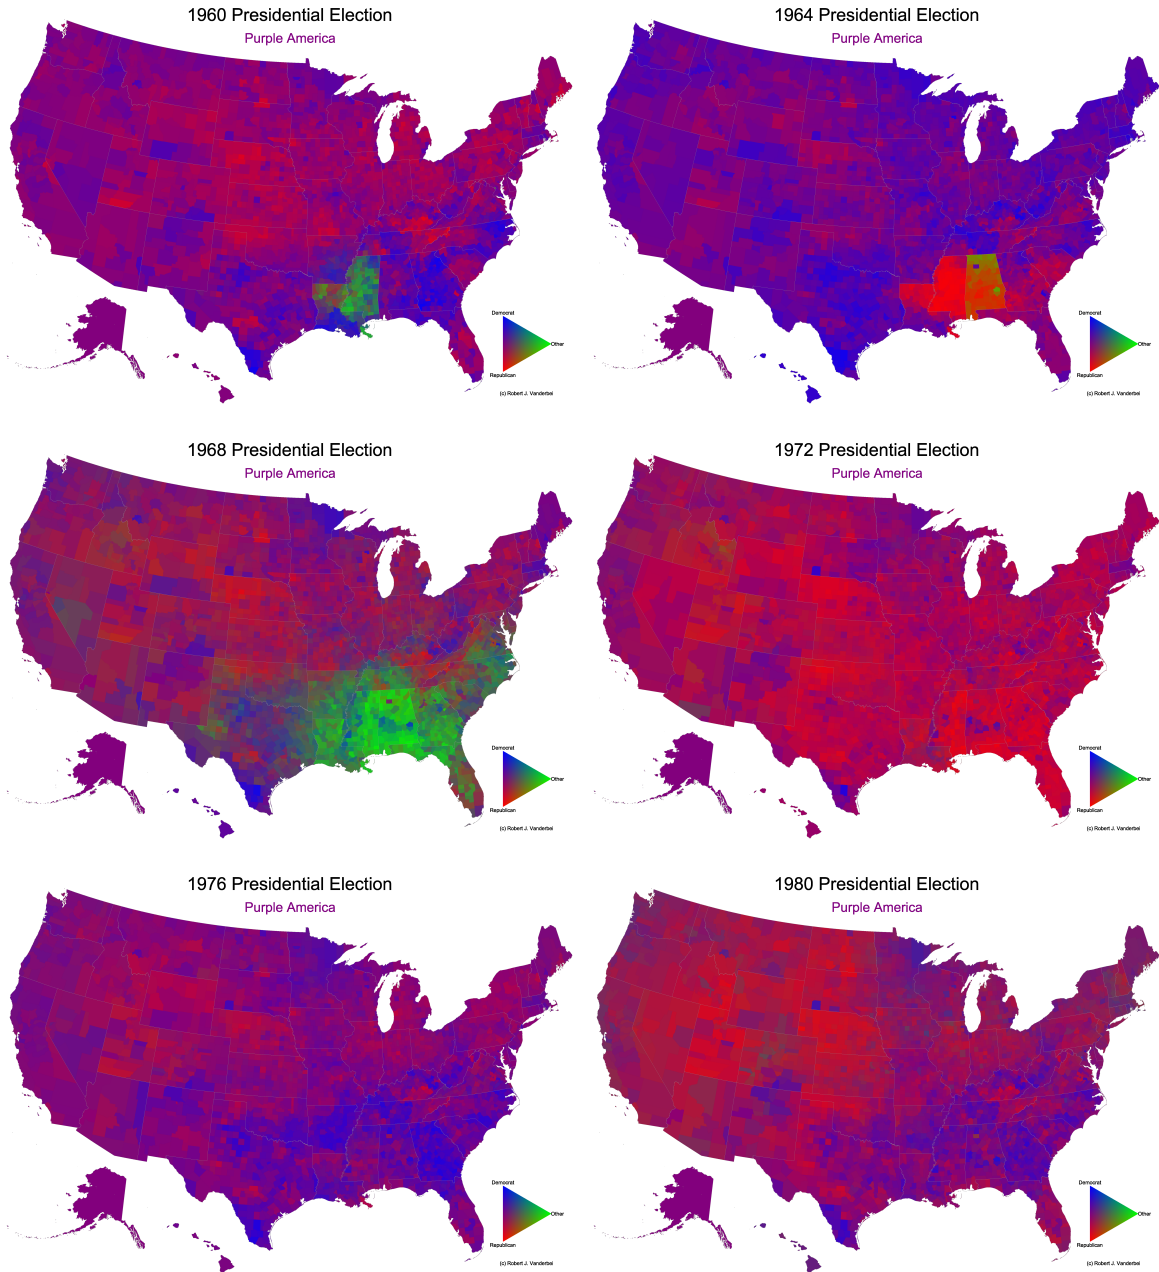 1960 Presidential Election
Purple America
Democrat
Other
Republican
(c) Robert J. Vanderbei
1964 Presidential Election
Purple America
Democrat
Other
Republican
(c) Robert J. Vanderbei
1968 Presidential Election
Purple America
Democrat
Other
Republican
(c) Robert J. Vanderbei
1972 Presidential Election
Purple America
Democrat
Other
Republican
(c) Robert J. Vanderbei
1976 Presidential Election
Purple America
Democrat
Other
Republican
(c) Robert J. Vanderbei
1980 Presidential Election
Purple America
Democrat
Other
Republican
(c) Robert J. Vanderbei